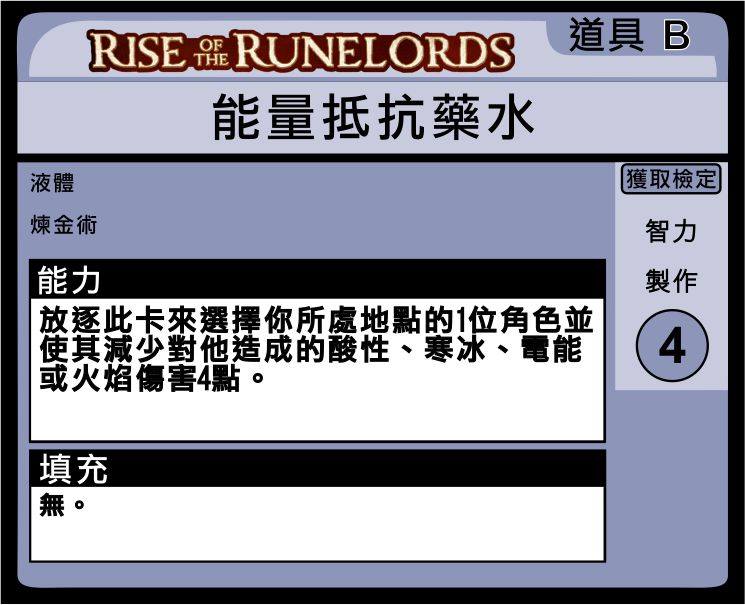 RISE OF THE RUNELORDS
道具 B
能量抵抗藥水
液體
煉金術
獲取檢定
智力
製作
4
能力
放逐此卡來選擇你所處地點的1位角色並
使其減少對他造成的酸性、寒冰、電能
或火焰傷害4點。
填充
無。